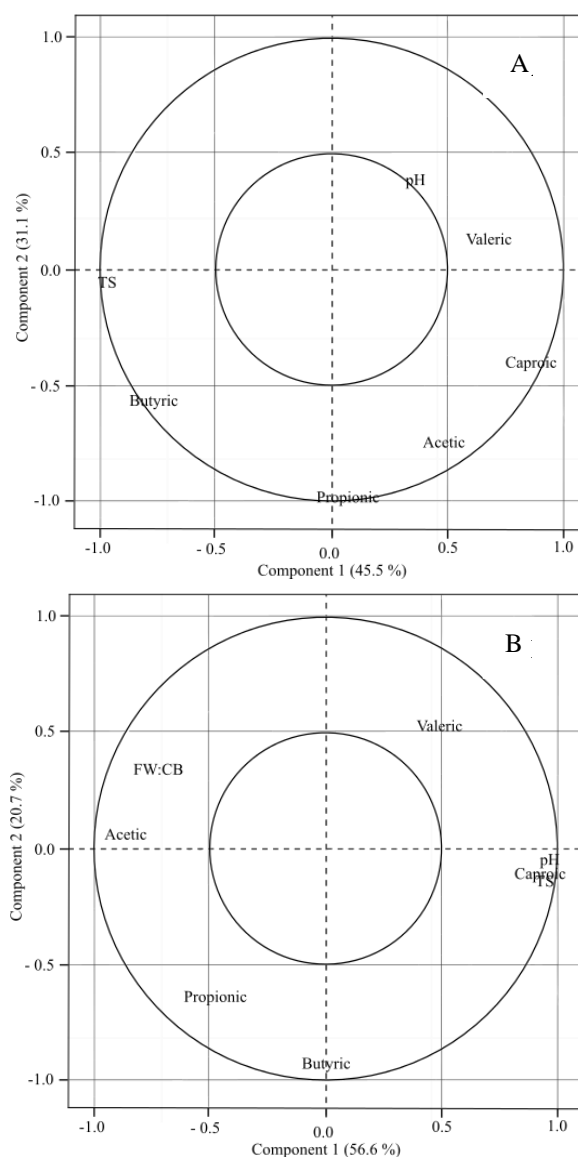 A
1.0
0.5
0.0
- 0.5
-1.0
Component 2 (31.1 %)
pH
Valeric
TS
Caproic
Butyric
Acetic
Propionic
-1.0
- 0.5
0.0
0.5
1.0
Component 1 (45.5 %)
B
1.0
0.5
0.0
- 0.5
-1.0
Component 2 (20.7 %)
Valeric
FW:CB
Acetic
pH
Caproic
TS
Propionic
Butyric
-1.0
- 0.5
0.0
0.5
1.0
Component 1 (56.6 %)